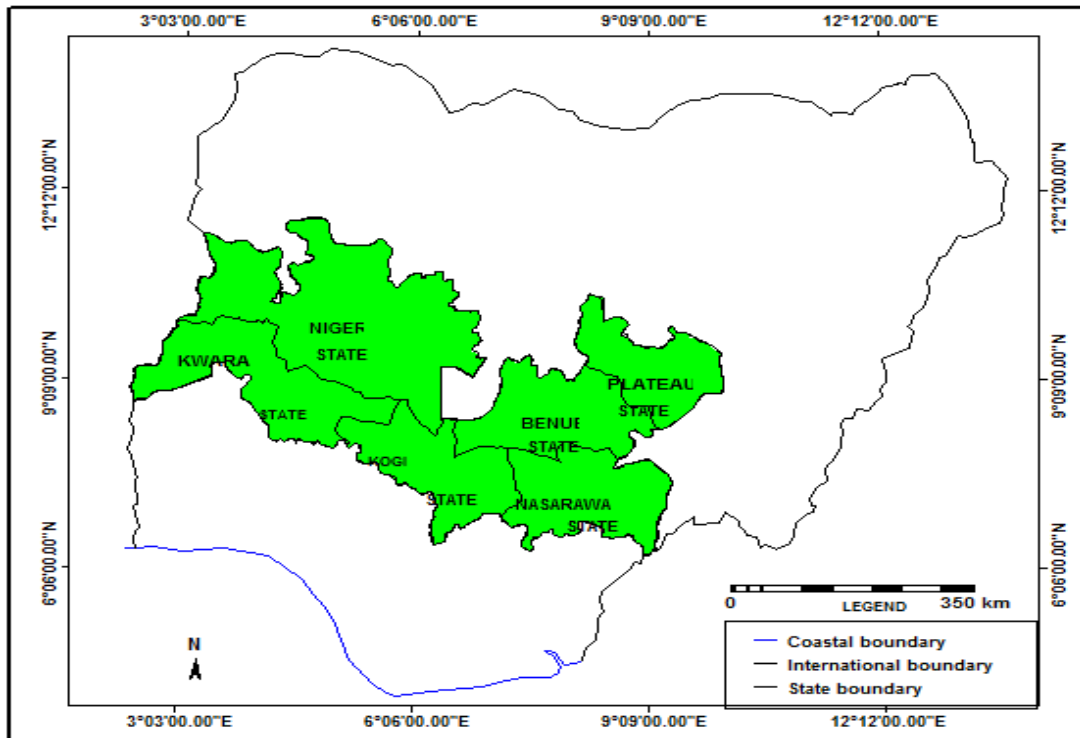 3°03'00.00"E 6°06'00.00"E 9°09'00.00"E 12°12'00.00"E
12°12'00.00"N
12°12'00.00"N
NIGER
STATE
KWARA
STATE
9°09'00.00"N
9°09'00.00"N
PLATEAU
STATE
BENUE
STATE
KOGI
STATE
NASARAWA
STATE
6°06'00.00"N
6°06'00.00"N
0 350 km
LEGEND
Coastal boundary
International boundary
State boundary
N
3°03'00.00"E 6°06'00.00"E 9°09'00.00"E 12°12'00.00"E